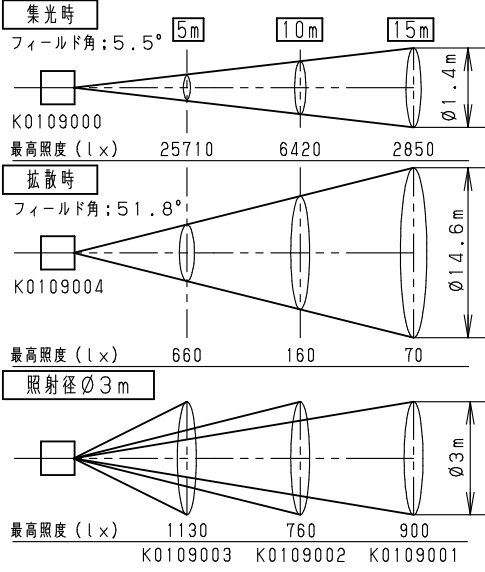 集光時
5m 10m 15m
フィールド角;5.5°
Ø1.4m
K0109000
最高照度(lx) 25710 6420 2850
拡散時
フィールド角;51.8°
Ø14.6m
K0109004
最高照度(lx) 660 160 70
照射径Ø3m
Ø3m
最高照度(lx) 1130 760 900
K0109003 K0109002 K0109001